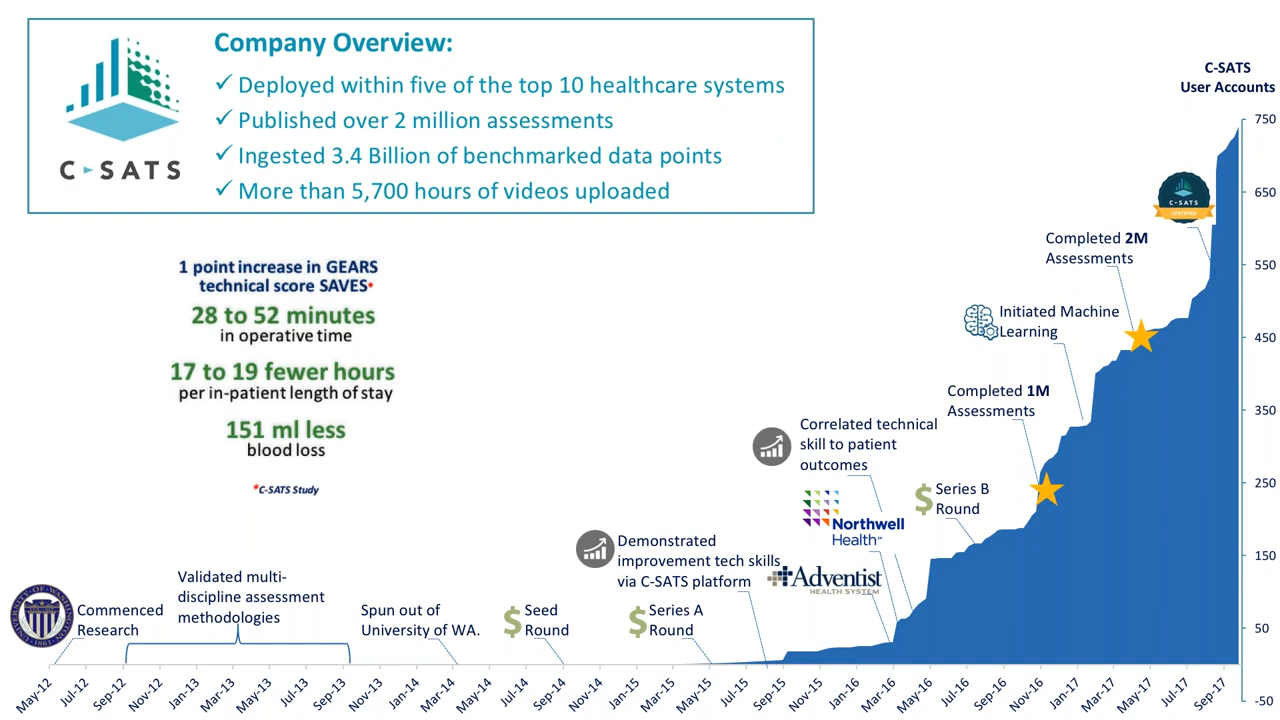 C-SATS
Company Overview:
✓ Deployed within five of the top 10 healthcare systems
✓ Published over 2 million assessments
✓ Ingested 3.4 Billion of benchmarked data points
✓ More than 5,700 hours of videos uploaded
1 point increase in GEARS
technical score SAVES*
28 to 52 minutes
in operative time
17 to 19 fewer hours
per in-patient length of stay
151 ml less
blood loss
*C-SATS Study
UNIVERSITY OF WASHINGTON
1861
Commenced
Research
Validated multi-
discipline assessment
methodologies
Spun out of
University of WA.
$
Seed
Round
$
Series A
Round
Demonstrated
improvement tech skills
via C-SATS platform
Adventist
HEALTH SYSTEM
Northwell
Health℠
Correlated technical
skill to patient
outcomes
$
Series B
Round
Completed 1M
Assessments
Initiated Machine
Learning
Completed 2M
Assessments
C-SATS
CERTIFIED
C-SATS
User Accounts
750
650
550
450
350
250
150
50
-50
May-12
Jul-12
Sep-12
Nov-12
Jan-13
Mar-13
May-13
Jul-13
Sep-13
Nov-13
Jan-14
Mar-14
May-14
Jul-14
Sep-14
Nov-14
Jan-15
Mar-15
May-15
Jul-15
Sep-15
Nov-15
Jan-16
Mar-16
May-16
Jul-16
Sep-16
Nov-16
Jan-17
Mar-17
May-17
Jul-17
Sep-17